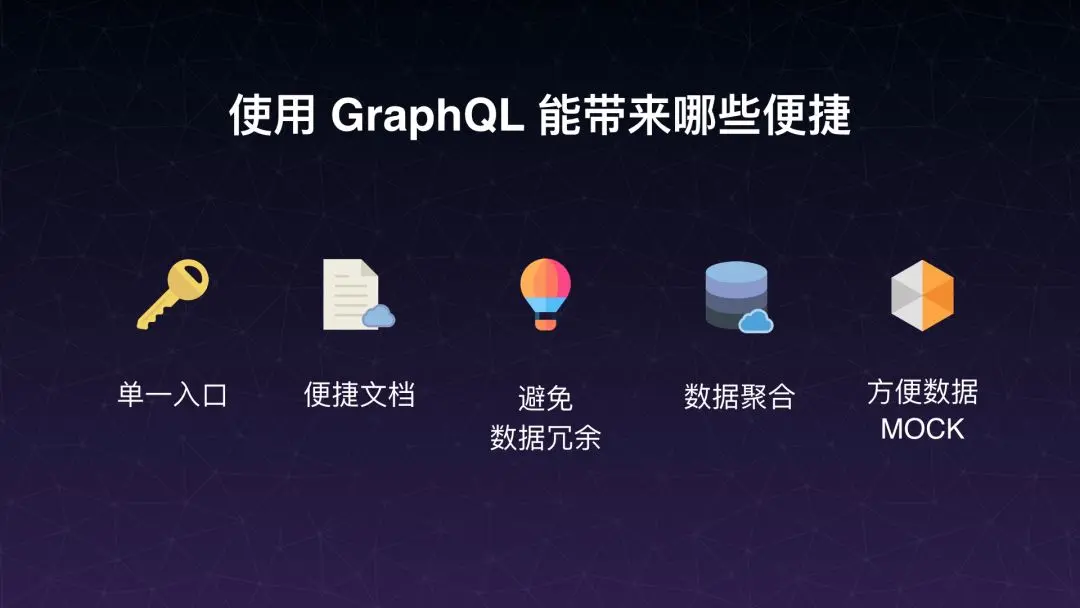 使用 GraphQL 能带来哪些便捷
单一入口
便捷文档
避免
数据冗余
数据聚合
方便数据
MOCK